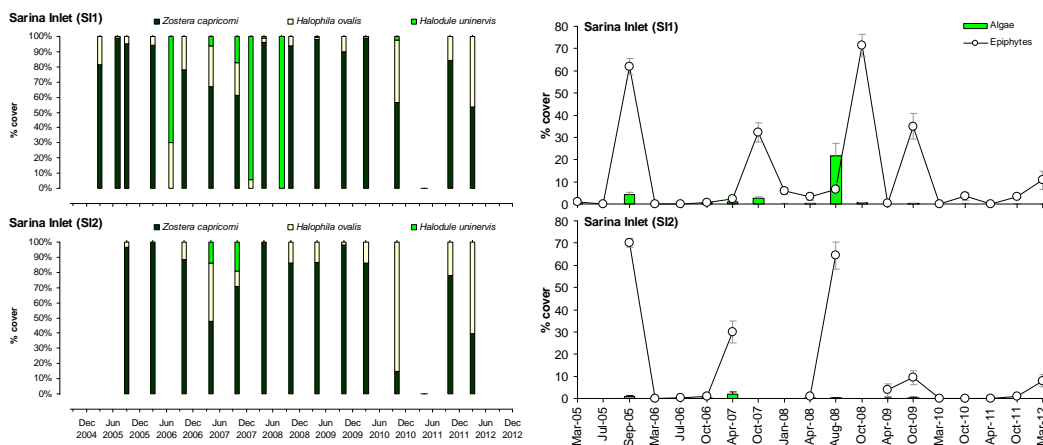 Sarina Inlet (SI1)
Zostera capricorni Halophila ovalis Halodule uninervis
100%
90%
80%
70%
60%
50%
40%
30%
20%
10%
0%
% cover
Sarina Inlet (SI2)
Zostera capricorni Halophila ovalis Halodule uninervis
100%
90%
80%
70%
60%
50%
40%
30%
20%
10%
0%
% cover
Dec Jun Dec Jun Dec Jun Dec Jun Dec Jun Dec Jun Dec Jun Dec Jun Dec Jun Dec
2004 2005 2005 2006 2006 2007 2007 2008 2008 2009 2009 2010 2010 2011 2011 2012 2012
Sarina Inlet (SI1)
Algae
Epiphytes
80
70
60
50
40
30
20
10
0
% cover
Sarina Inlet (SI2)
80
70
60
50
40
30
20
10
0
% cover
Mar-05
Jul-05
Sep-05
Mar-06
Jul-06
Oct-06
Apr-07
Oct-07
Jan-08
Apr-08
Aug-08
Oct-08
Apr-09
Oct-09
Mar-10
Oct-10
Apr-11
Oct-11
Mar-12